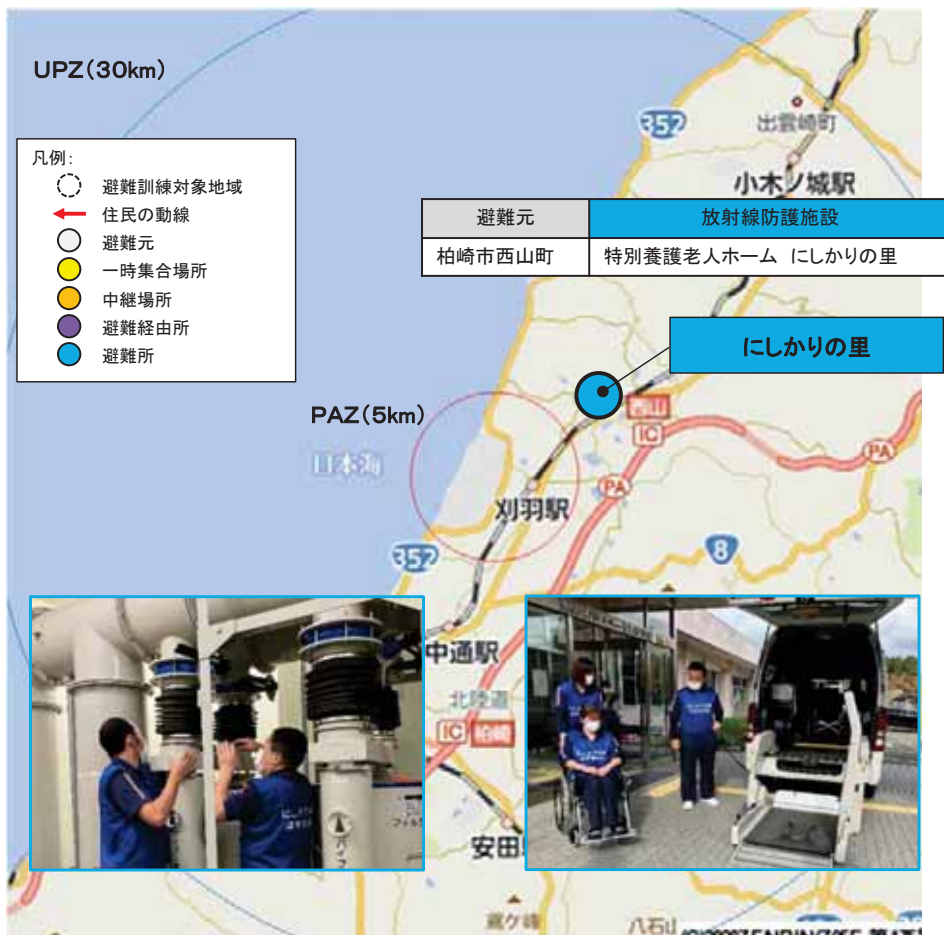 UPZ(30km)
凡例:
避難訓練対象地域
住民の動線
避難元
一時集合場所
中継場所
避難経由所
避難所
352
出雲崎町
小木ノ城駅
避難元 放射線防護施設
柏崎市西山町 特別養護老人ホーム にしかりの里
にしかりの里
PAZ(5km)
西山
IC
PA
日本海
PA
刈羽駅
352
8
中通駅
北陸道
IC 柏崎
安田
八石山